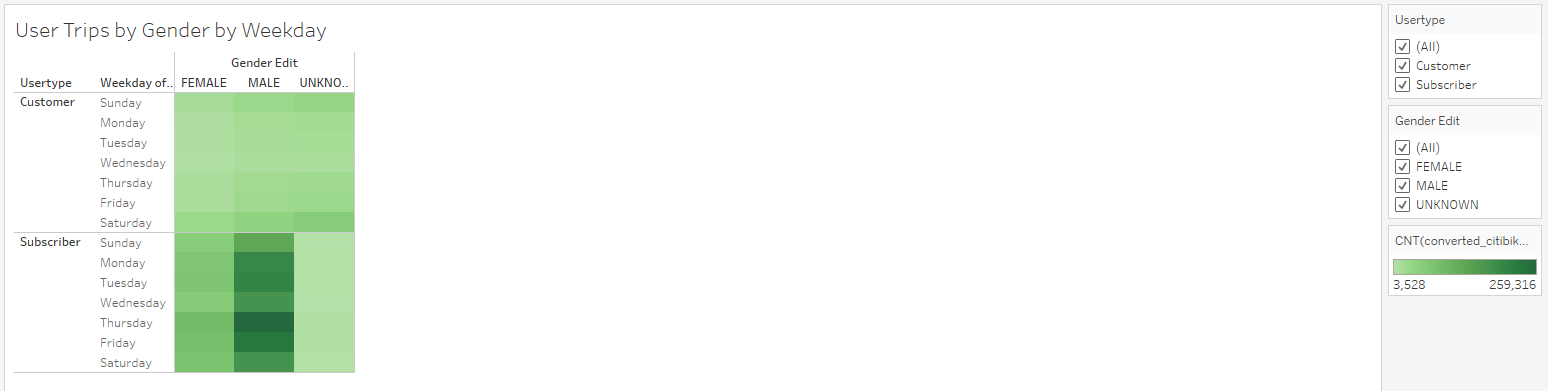 User Trips by Gender by Weekday
Gender Edit
Usertype Weekday of.. FEMALE MALE UNKNO..
Customer Sunday
Monday
Tuesday
Wednesday
Thursday
Friday
Saturday
Subscriber Sunday
Monday
Tuesday
Wednesday
Thursday
Friday
Saturday
Usertype
(All)
Customer
Subscriber
Gender Edit
(All)
FEMALE
MALE
UNKNOWN
CNT(converted_citibik...
3,528 259,316